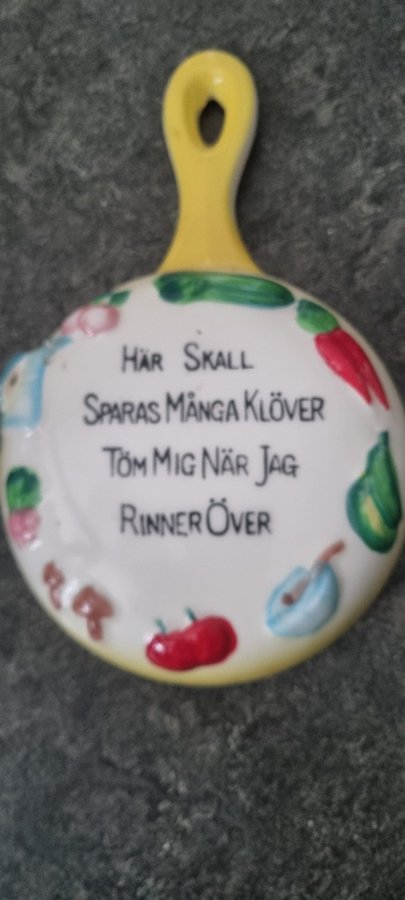 HÄR SKALL
SPARAS MÅNGA KLÖVER
TÖM MIG NÄR JAG
RINNER ÖVER